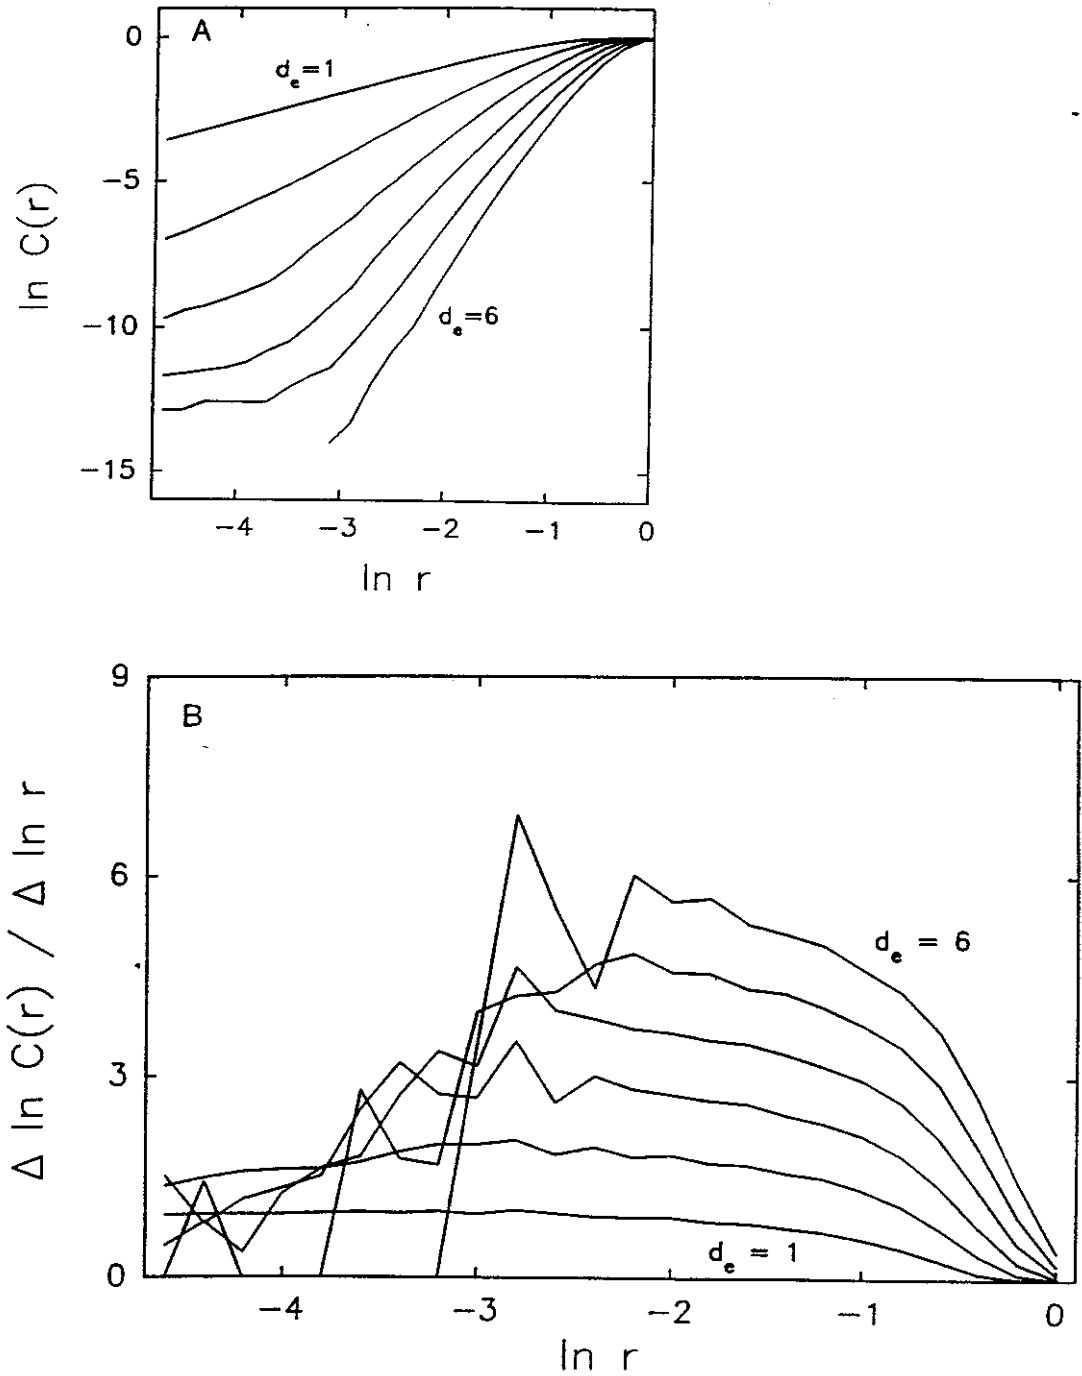 A
0
d_e=1
−5
ln C(r)
−10
d_e=6
−15
−4 −3 −2 −1 0
ln r
9
B
6
Δ ln C(r) / Δ ln r
d_e = 6
3
d_e = 1
0
−4 −3 −2 −1 0
ln r